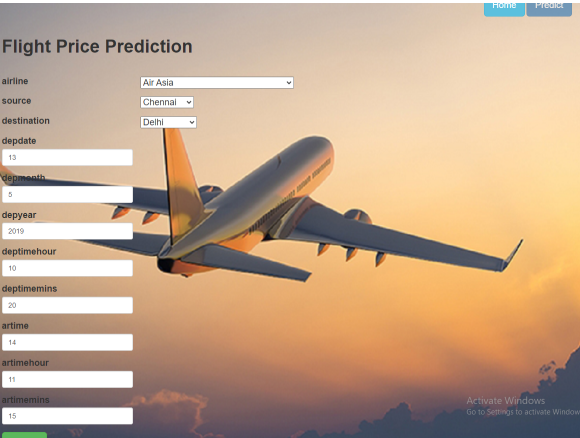 Home Predict
Flight Price Prediction
airline Air Asia
source Chennai
destination Delhi
depdate
13
depmonth
5
depyear
2019
deptimehour
10
deptimemins
20
artime
14
artimehour
11
artimemins
15
Activate Windows
Go to Settings to activate Window